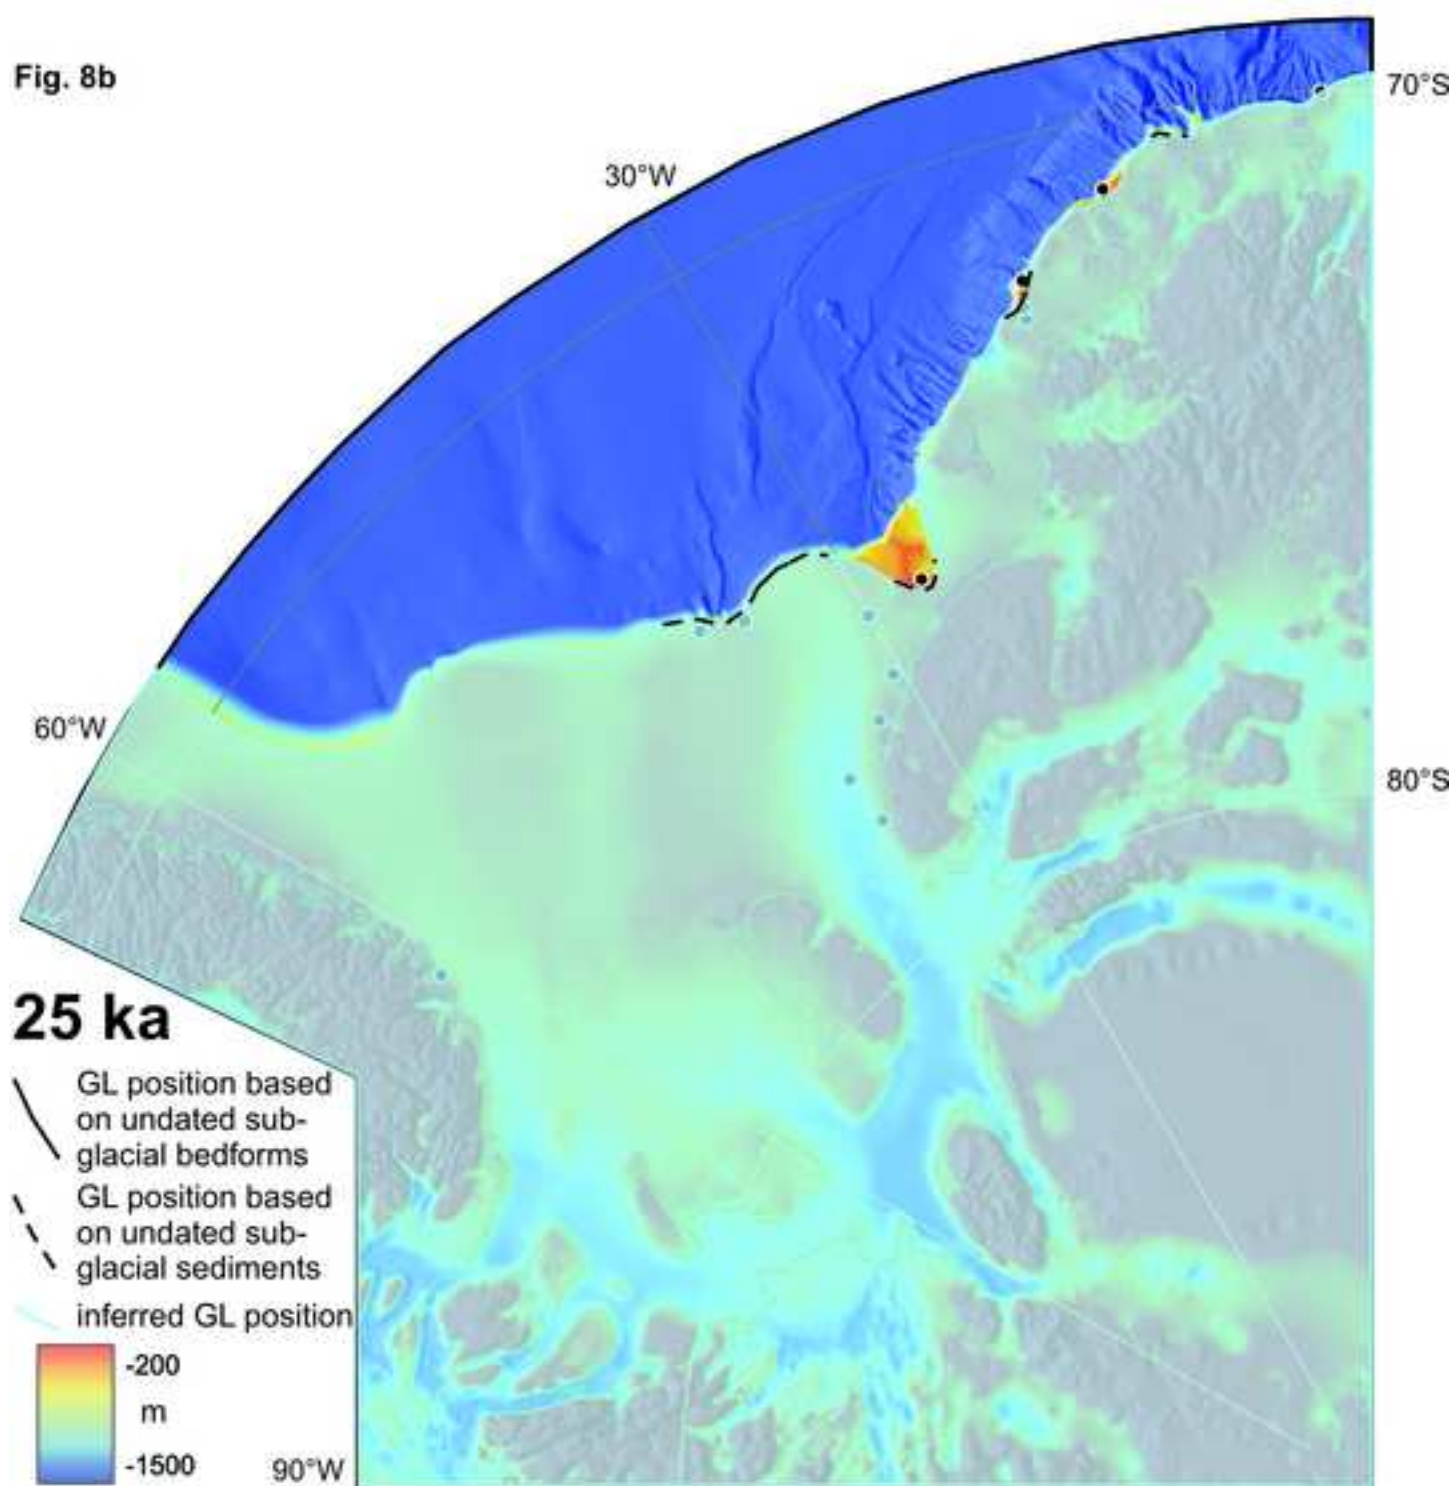 Fig. 8b
70°S
30°W
60°W
80°S
25 ka
GL position based
on undated sub-
glacial bedforms
GL position based
on undated sub-
glacial sediments
inferred GL position
-200
m
-1500
90°W